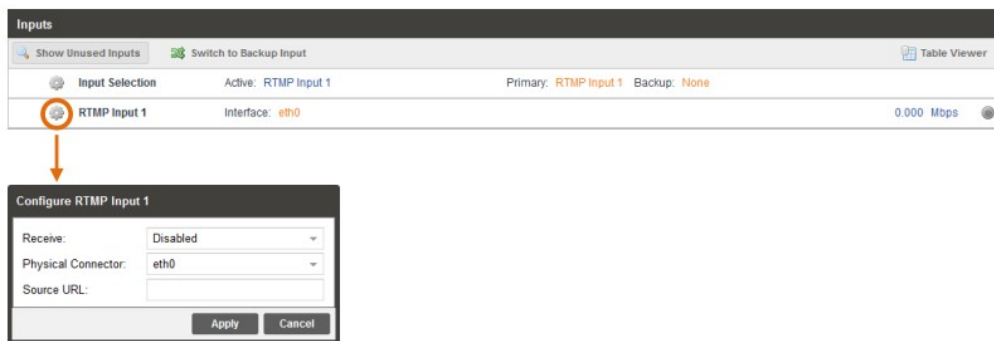 Inputs
Show Unused Inputs Switch to Backup Input Table Viewer
Input Selection Active: RTMP Input 1 Primary: RTMP Input 1 Backup: None
RTMP Input 1 Interface: eth0 0.000 Mbps
Configure RTMP Input 1
Receive: Disabled
Physical Connector: eth0
Source URL:
Apply Cancel